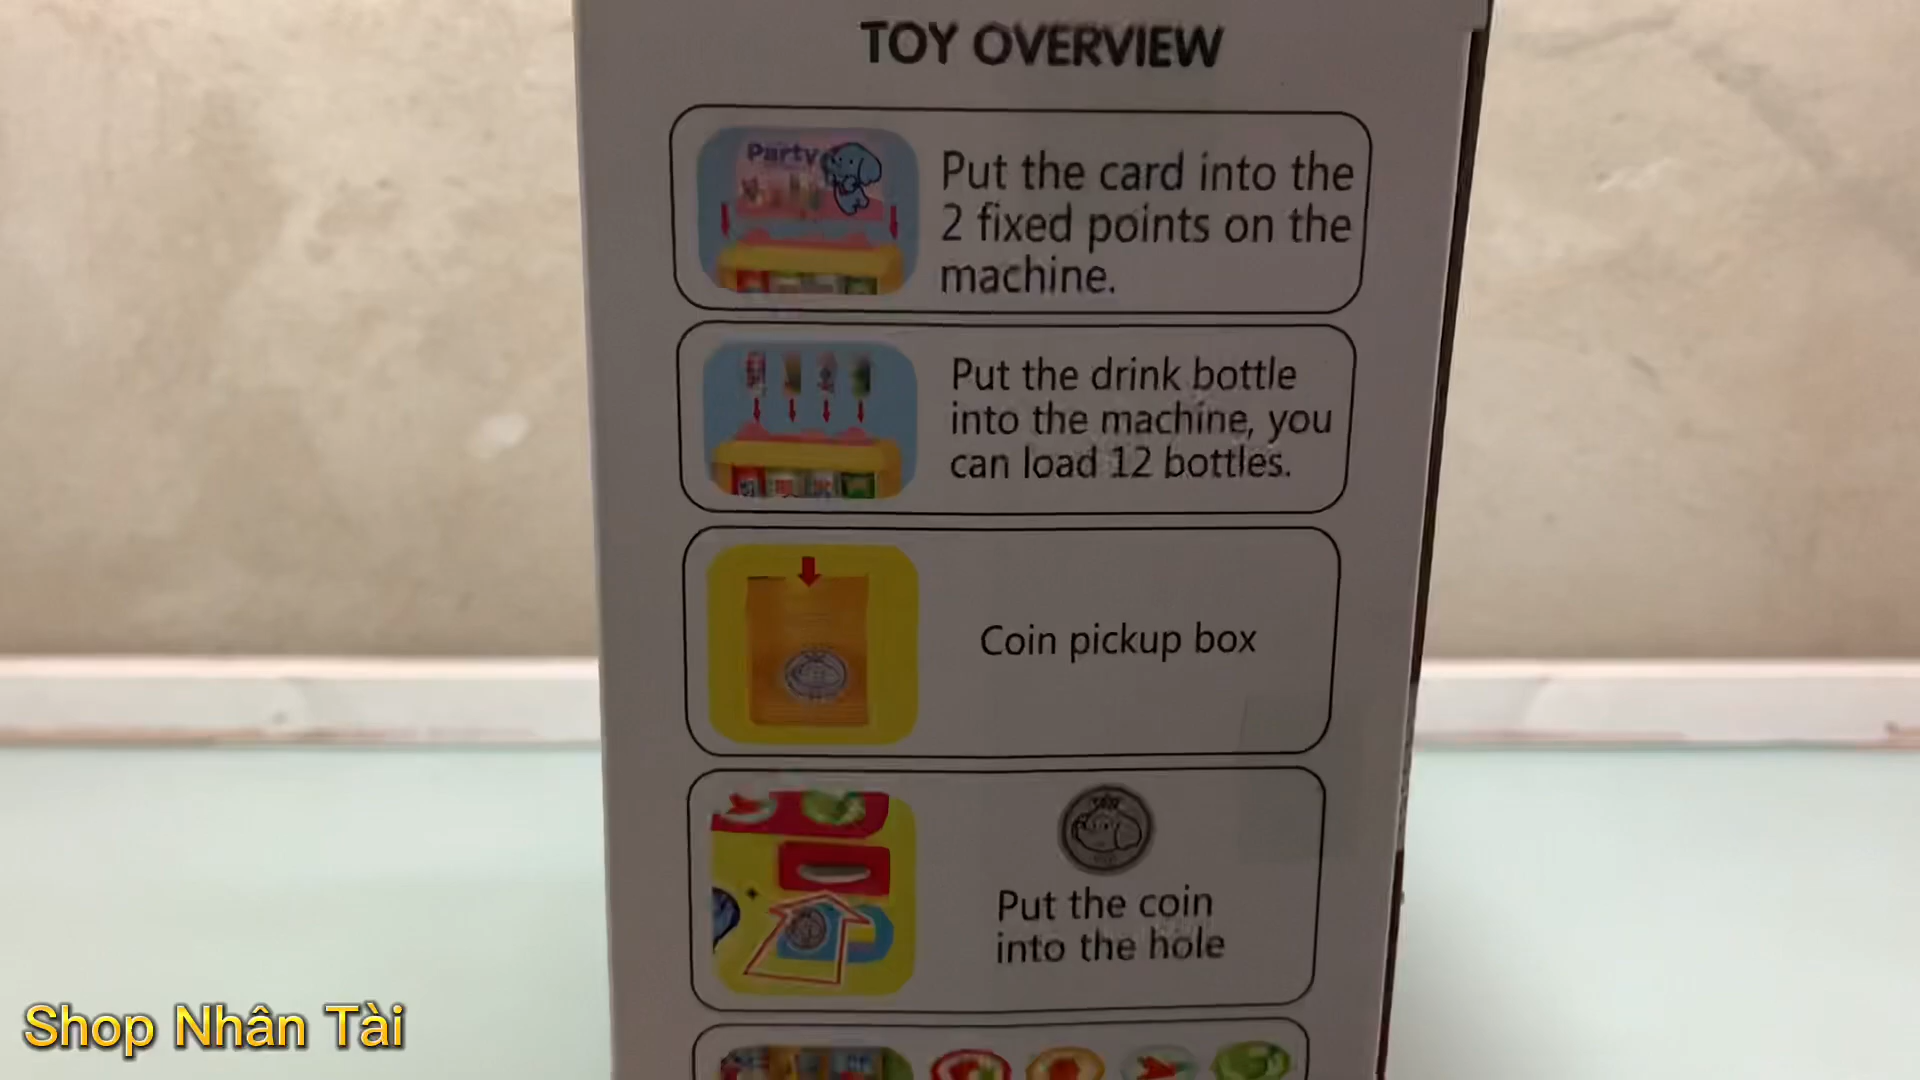 TOY OVERVIEW
Party
Put the card into the
2 fixed points on the
machine.
Put the drink bottle
into the machine, you
can load 12 bottles.
Coin pickup box
Put the coin
into the hole
Shop Nhân Tài